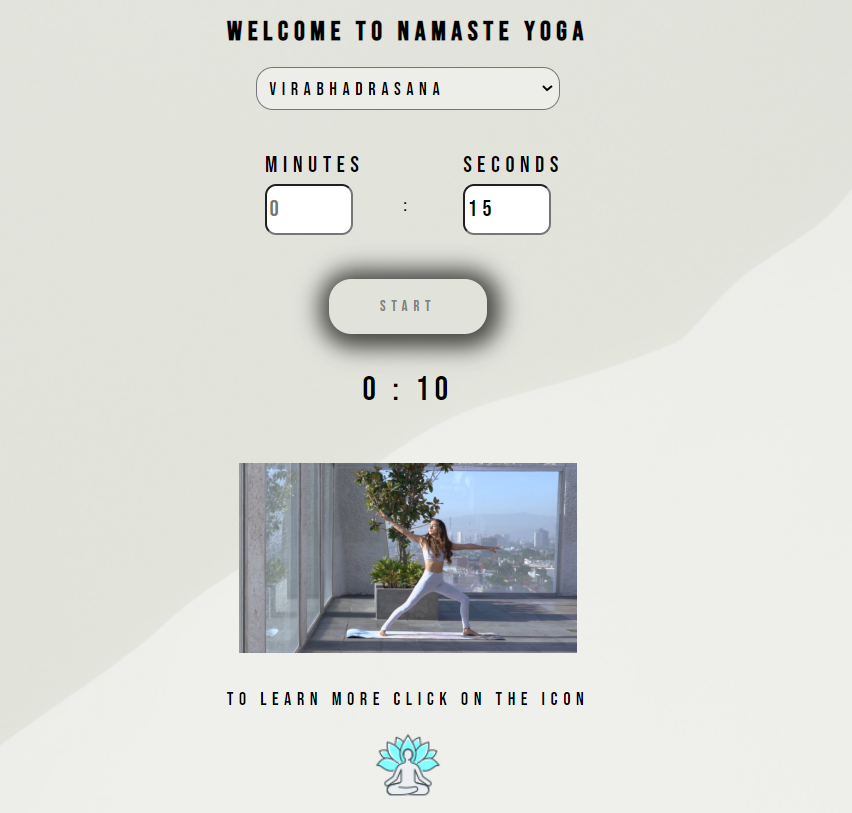 WELCOME TO NAMASTE YOGA
VIRABHADRASANA
MINUTES SECONDS
0 : 15
START
0 : 10
TO LEARN MORE CLICK ON THE ICON